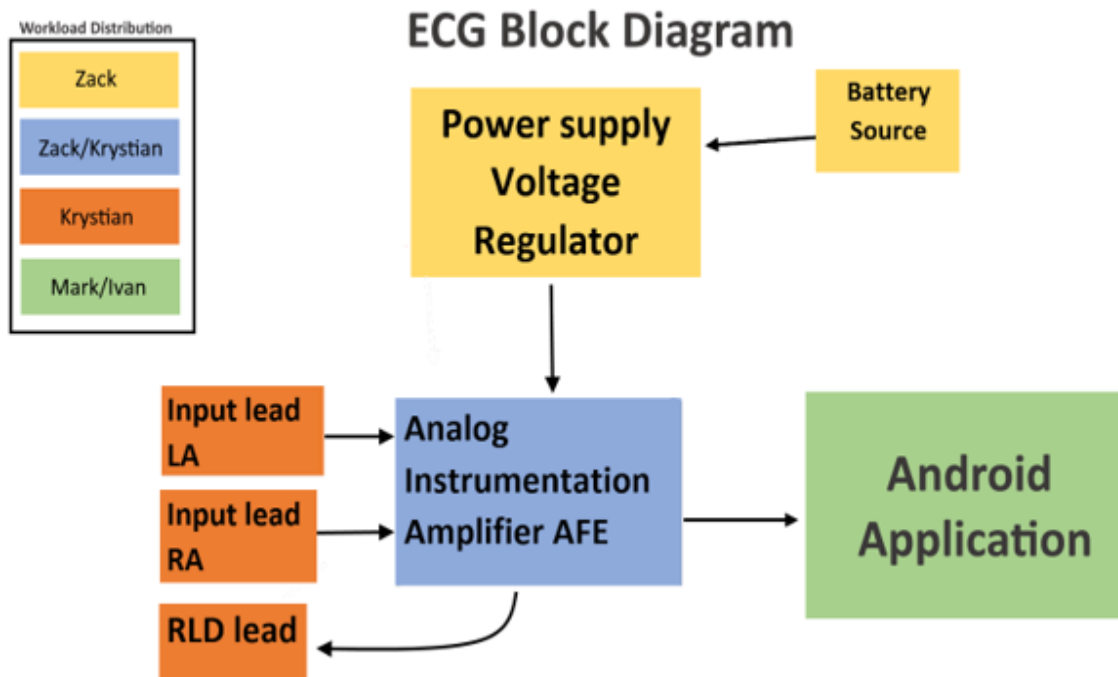 Workload Distribution
Zack
Zack/Krystian
Krystian
Mark/Ivan
ECG Block Diagram
Power supply
Voltage
Regulator
Battery
Source
Input lead
LA
Input lead
RA
RLD lead
Analog
Instrumentation
Amplifier AFE
Android
Application